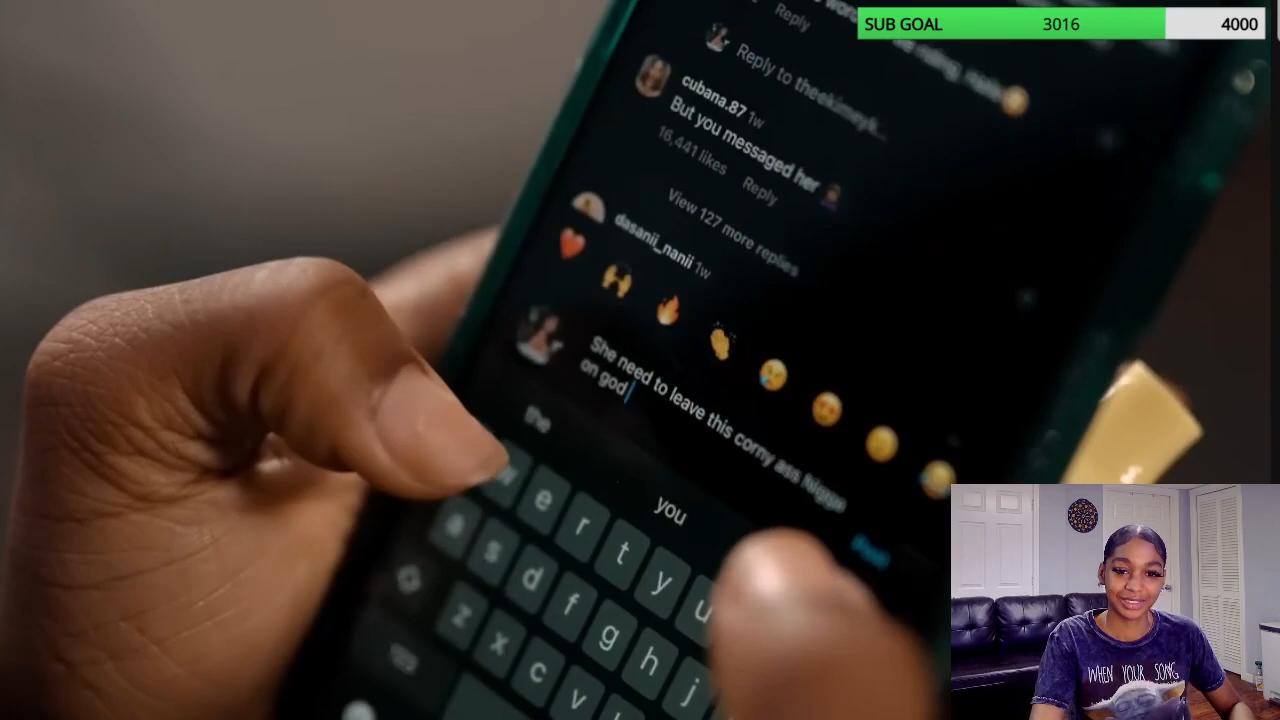 SUB GOAL 3016 4000
Reply
Reply to theekimayk...
cubana.87 1w
But you messaged her
16,441 likes Reply
View 127 more replies
dasanii_nanii 1w
She need to leave this corny ass nigga
on god
the you
Post
e r t y u
a s d f g h j
z x c v
WHEN YOUR SONG